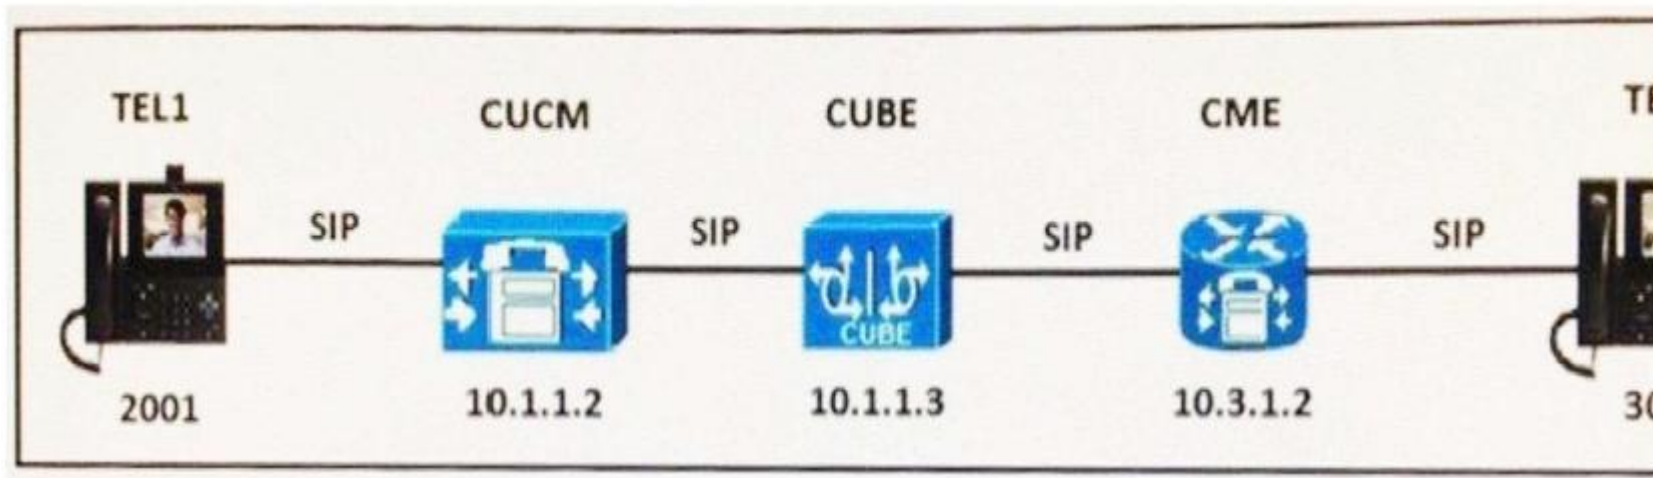 TEL1
CUCM
CUBE
CME
SIP
SIP
SIP
SIP
CUBE
2001
10.1.1.2
10.1.1.3
10.3.1.2